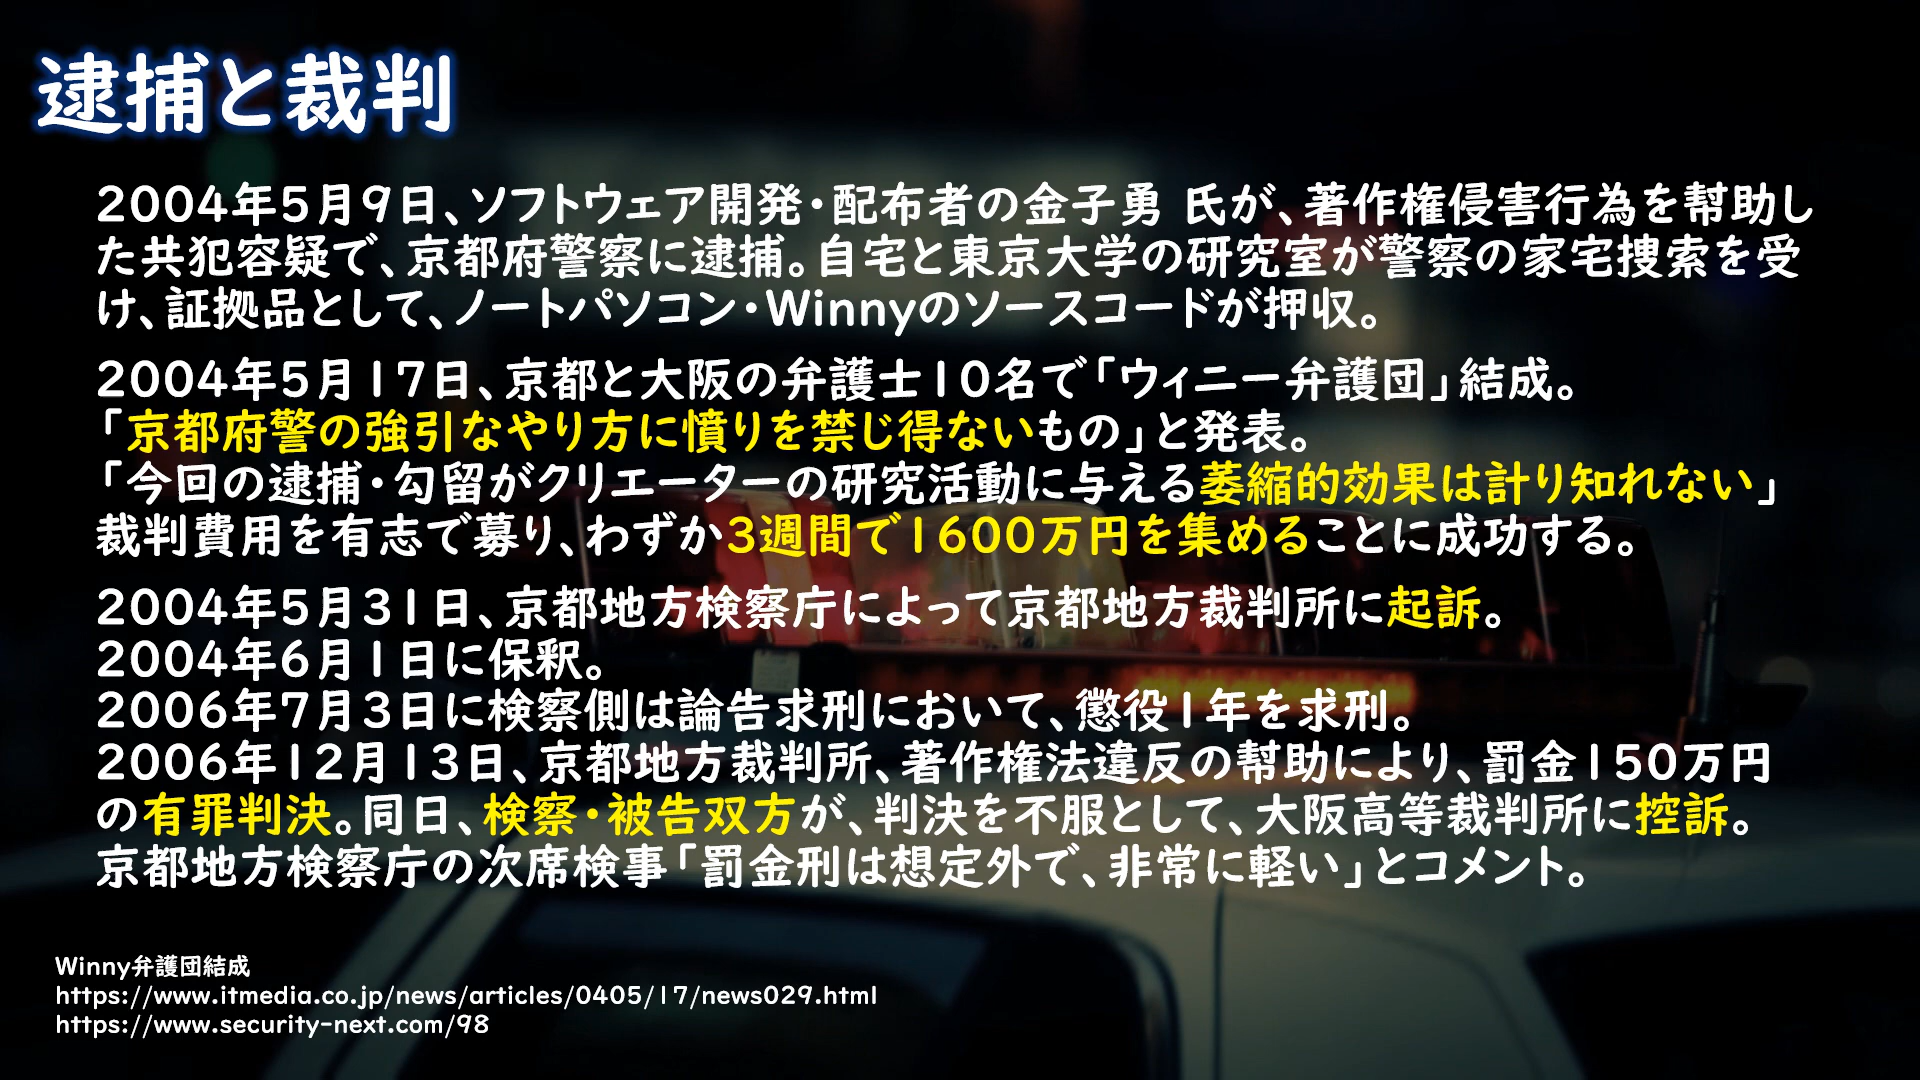 逮捕と裁判
2004年5月9日、ソフトウェア開発・配布者の金子勇 氏が、著作権侵害行為を幇助し
た共犯容疑で、京都府警察に逮捕。自宅と東京大学の研究室が警察の家宅捜索を受
け、証拠品として、ノートパソコン・Winnyのソースコードが押収。
2004年5月17日、京都と大阪の弁護士10名で「ウィニー弁護団」結成。
「京都府警の強引なやり方に憤りを禁じ得ないもの」と発表。
「今回の逮捕・勾留がクリエーターの研究活動に与える萎縮的効果は計り知れない」
裁判費用を有志で募り、わずか3週間で1600万円を集めることに成功する。
2004年5月31日、京都地方検察庁によって京都地方裁判所に起訴。
2004年6月1日に保釈。
2006年7月3日に検察側は論告求刑において、懲役1年を求刑。
2006年12月13日、京都地方裁判所、著作権法違反の幇助により、罰金150万円
の有罪判決。同日、検察・被告双方が、判決を不服として、大阪高等裁判所に控訴。
京都地方検察庁の次席検事「罰金刑は想定外で、非常に軽い」とコメント。
Winny弁護団結成
https://www.itmedia.co.jp/news/articles/0405/17/news029.html
https://www.security-next.com/98